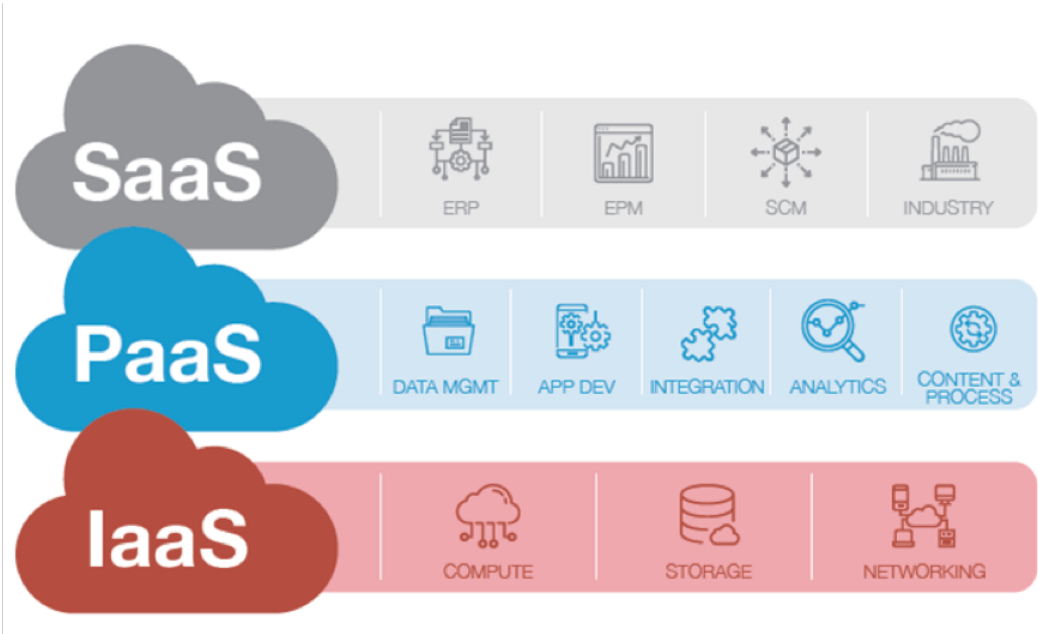 SaaS
ERP
EPM
SCM
INDUSTRY
PaaS
DATA MGMT
APP DEV
INTEGRATION
ANALYTICS
CONTENT &
PROCESS
IaaS
COMPUTE
STORAGE
NETWORKING